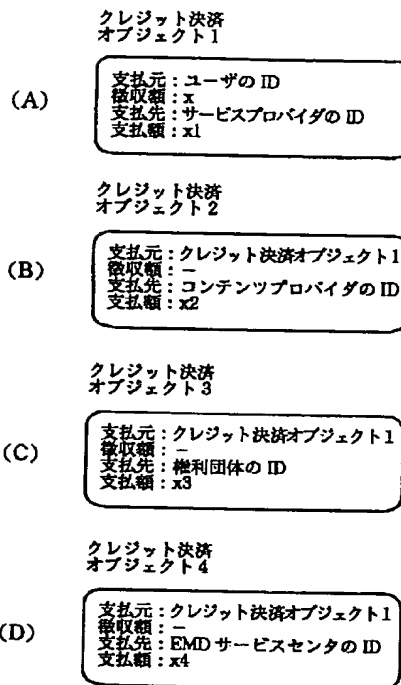 クレジット決済
オブジェクト1
(A)
支払元：ユーザの ID
徴収額：x
支払先：サービスプロバイダの ID
支払額：x1
クレジット決済
オブジェクト2
(B)
支払元：クレジット決済オブジェクト1
徴収額：−
支払先：コンテンツプロバイダの ID
支払額：x2
クレジット決済
オブジェクト3
(C)
支払元：クレジット決済オブジェクト1
徴収額：−
支払先：権利団体の ID
支払額：x3
クレジット決済
オブジェクト4
(D)
支払元：クレジット決済オブジェクト1
徴収額：−
支払先：EMD サービスセンタの ID
支払額：x4